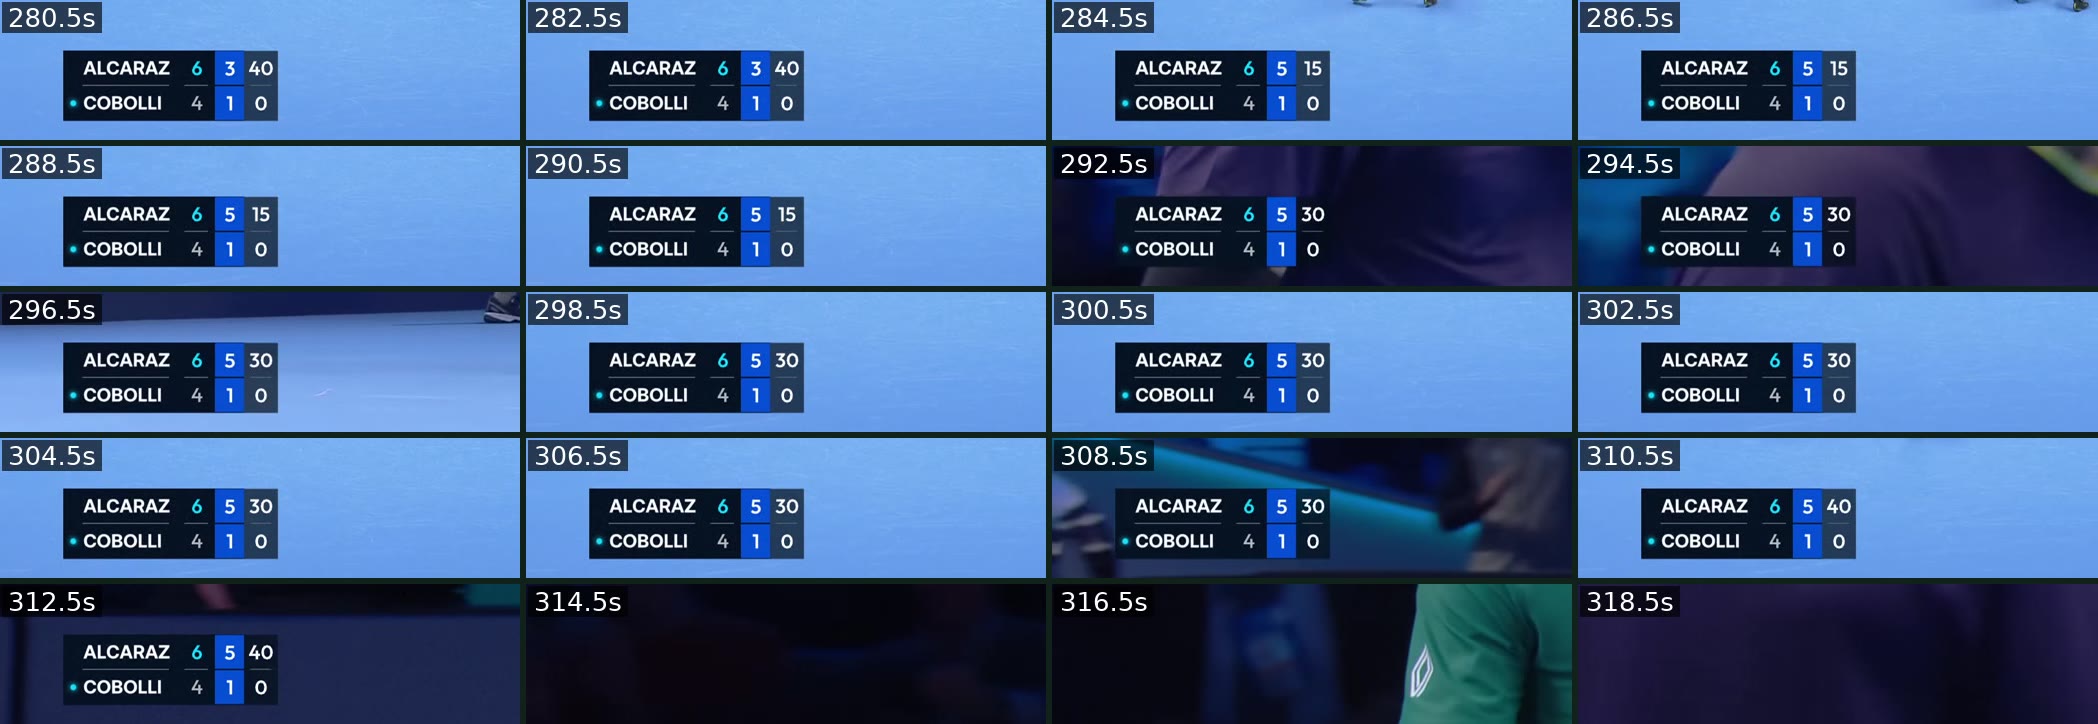 280.5s
ALCARAZ 6 3 40
COBOLLI 4 1 0
282.5s
ALCARAZ 6 3 40
COBOLLI 4 1 0
284.5s
ALCARAZ 6 5 15
COBOLLI 4 1 0
286.5s
ALCARAZ 6 5 15
COBOLLI 4 1 0
288.5s
ALCARAZ 6 5 15
COBOLLI 4 1 0
290.5s
ALCARAZ 6 5 15
COBOLLI 4 1 0
292.5s
ALCARAZ 6 5 30
COBOLLI 4 1 0
294.5s
ALCARAZ 6 5 30
COBOLLI 4 1 0
296.5s
ALCARAZ 6 5 30
COBOLLI 4 1 0
298.5s
ALCARAZ 6 5 30
COBOLLI 4 1 0
300.5s
ALCARAZ 6 5 30
COBOLLI 4 1 0
302.5s
ALCARAZ 6 5 30
COBOLLI 4 1 0
304.5s
ALCARAZ 6 5 30
COBOLLI 4 1 0
306.5s
ALCARAZ 6 5 30
COBOLLI 4 1 0
308.5s
ALCARAZ 6 5 30
COBOLLI 4 1 0
310.5s
ALCARAZ 6 5 40
COBOLLI 4 1 0
312.5s
ALCARAZ 6 5 40
COBOLLI 4 1 0
314.5s
316.5s
318.5s